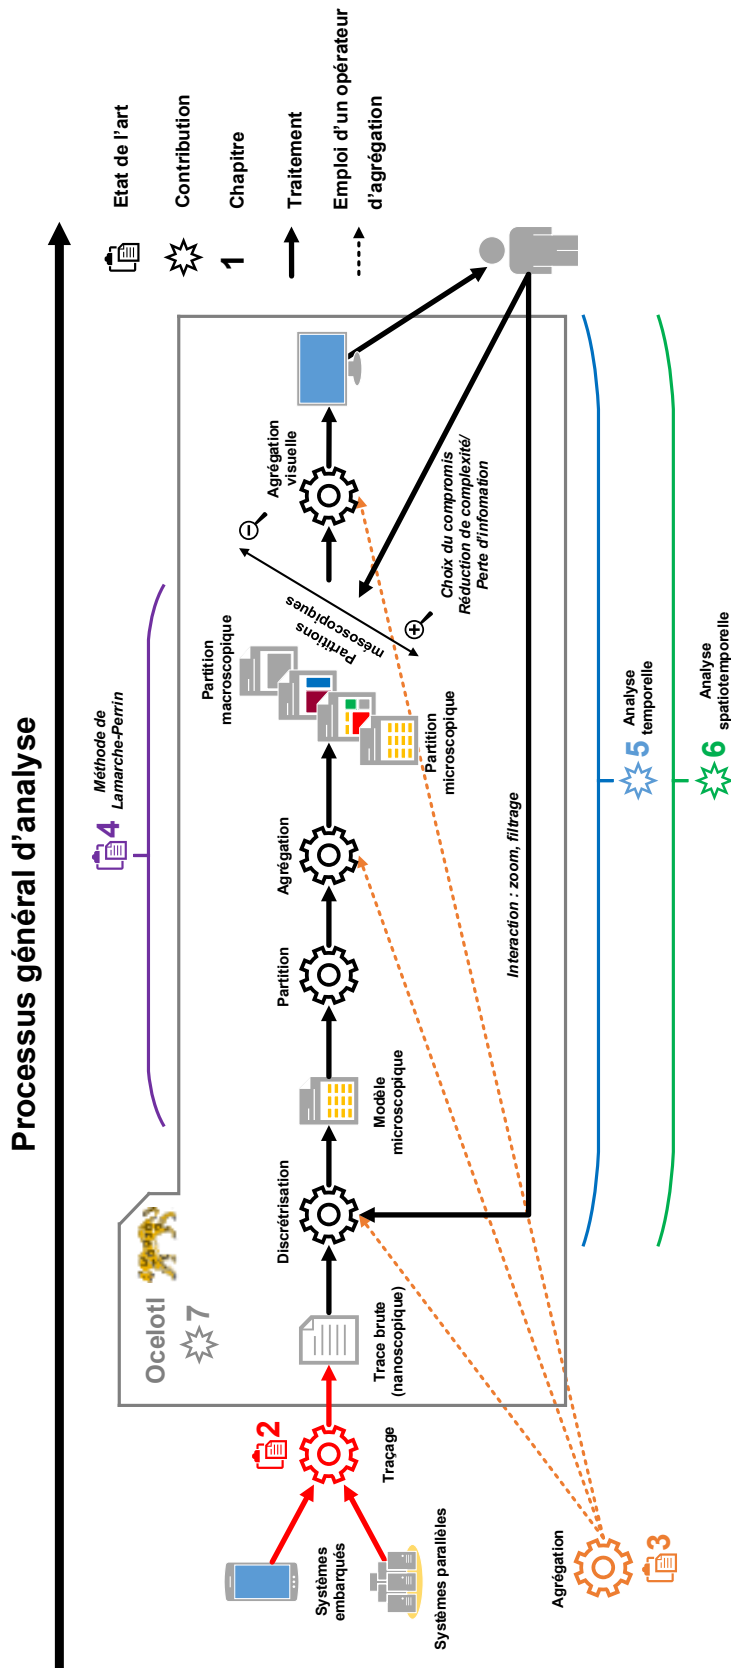 Processus général d'analyse
Etat de l'art
Contribution
1
Chapitre
Traitement
Emploi d'un opérateur
d'agrégation
4
Méthode de
Lamarche-Perrin
Ocelotl
7
2
Systèmes
embarqués
Systèmes parallèles
Traçage
Trace brute
(nanoscopique)
Discrétrisation
Modèle
microscopique
Partition
Agrégation
Partition
macroscopique
Partition
microscopique
Partitions
mésoscopiques
Agrégation
visuelle
Choix du compromis
Réduction de complexité/
Perte d'infomation
Interaction : zoom, filtrage
Agrégation
3
5
Analyse
temporelle
6
Analyse
spatiotemporelle